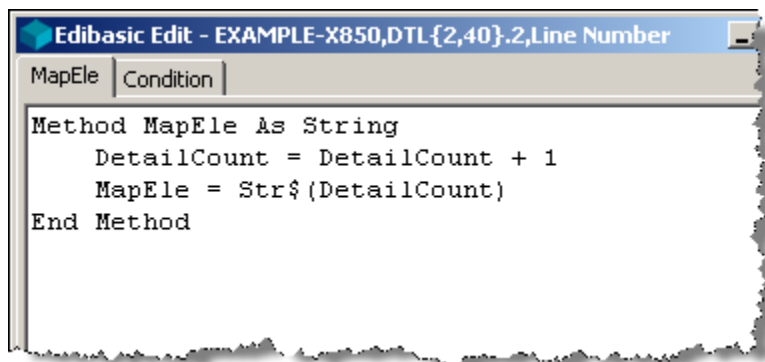 Edibasic Edit - EXAMPLE-X850,DTL{2,40}.2,Line Number
MapEle Condition
Method MapEle As String
    DetailCount = DetailCount + 1
    MapEle = Str$(DetailCount)
End Method